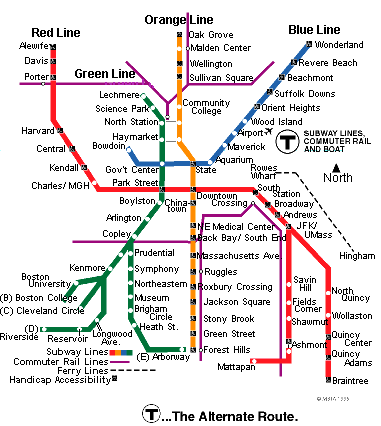 Orange Line
Red Line
Blue Line
Green Line
Alewife
Davis
Porter
Harvard
Central
Kendall
Charles/ MGH
Park Street
Oak Grove
Malden Center
Wellington
Sullivan Square
Community
College
Lechmere
Science Park
North Station
Haymarket
Bowdoin
Gov't Center
Wonderland
Revere Beach
Beachmont
Suffolk Downs
Orient Heights
Wood Island
Airport
Maverick
Aquarium
State
T
SUBWAY LINES,
COMMUTER RAIL
AND BOAT
North
Rowes
Wharf
Hingham
Downtown
Crossing
South
Station
Broadway
Andrews
JFK/
UMass
Boylston
Arlington
Copley
China-
town
NE Medical Center
Back Bay/ South End
Massachusetts Ave.
Ruggles
Roxbury Crossing
Jackson Square
Stony Brook
Green Street
Forest Hills
Prudential
Symphony
Northeastern
Museum
Brigham
Circle
Heath St.
(E) Arborway
Kenmore
Boston
University
(B) Boston College
(C) Cleveland Circle
(D)
Riverside
Reservoir
Longwood
Ave.
Savin
Hill
Fields
Corner
Shawmut
Ashmont
Mattapan
North
Quincy
Wollaston
Quincy
Center
Quincy
Adams
Braintree
Subway Lines
Commuter Rail Lines
Ferry Lines
Handicap Accessibility
T ...The Alternate Route.